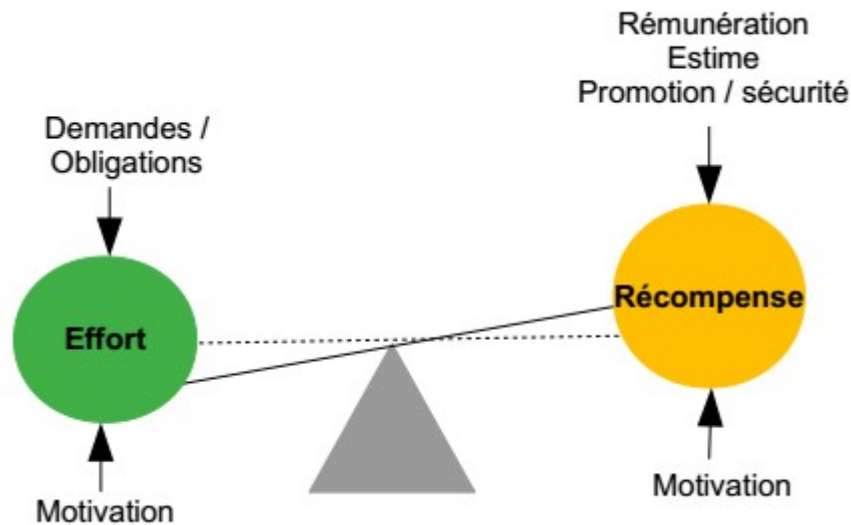 Rémunération
Estime
Promotion / sécurité
Demandes /
Obligations
Effort
Récompense
Motivation
Motivation